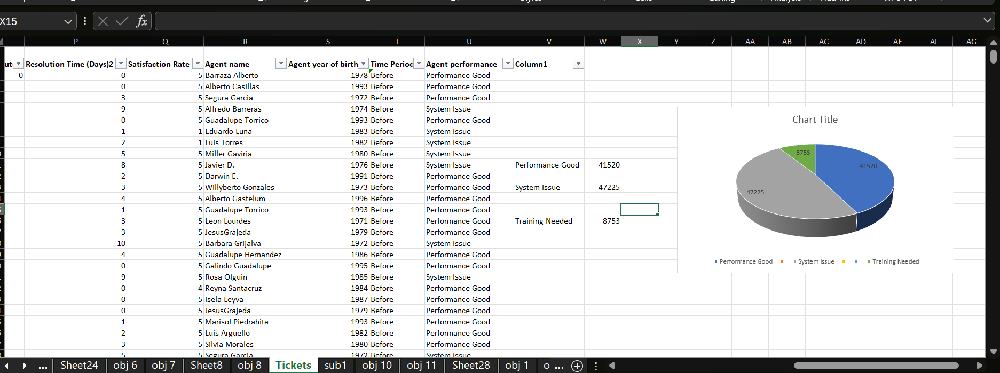 X15 fx
P Q R S T U V W X Y Z AA AB AC AD AE AF AG
ut Resolution Time (Days)2 Satisfaction Rate Agent name Agent year of birth Time Period Agent performance Column1
0 0 5 Barraza Alberto 1978 Before Performance Good
0 5 Alberto Casillas 1993 Before Performance Good
3 5 Segura Garcia 1972 Before Performance Good
9 5 Alfredo Barreras 1974 Before System Issue
0 5 Guadalupe Torrico 1993 Before Performance Good
1 1 Eduardo Luna 1983 Before System Issue
2 1 Luis Torres 1982 Before System Issue
5 5 Miller Gaviria 1980 Before System Issue
8 5 Javier D. 1976 Before System Issue Performance Good 41520
2 5 Darwin E. 1991 Before Performance Good
3 5 Willyberto Gonzales 1973 Before Performance Good System Issue 47225
4 5 Alberto Gastelum 1996 Before Performance Good
1 5 Guadalupe Torrico 1993 Before Performance Good
3 5 Leon Lourdes 1971 Before Performance Good Training Needed 8753
3 5 JesusGrajeda 1979 Before Performance Good
10 5 Barbara Grijalva 1972 Before System Issue
4 5 Guadalupe Hernandez 1986 Before Performance Good
0 5 Galindo Guadalupe 1995 Before Performance Good
9 5 Rosa Olguin 1985 Before System Issue
0 4 Reyna Santacruz 1984 Before Performance Good
0 5 Isela Leyva 1987 Before Performance Good
0 5 JesusGrajeda 1979 Before Performance Good
1 5 Marisol Piedrahita 1993 Before Performance Good
2 5 Luis Arguello 1982 Before Performance Good
3 5 Silvia Morales 1980 Before Performance Good
5 5 Segura Garcia 1972 Before System Issue
Chart Title
8753
41520
47225
Performance Good System Issue Training Needed
... Sheet24 obj 6 obj 7 Sheet8 obj 8 Tickets sub1 obj 10 obj 11 Sheet28 obj 1 o ...